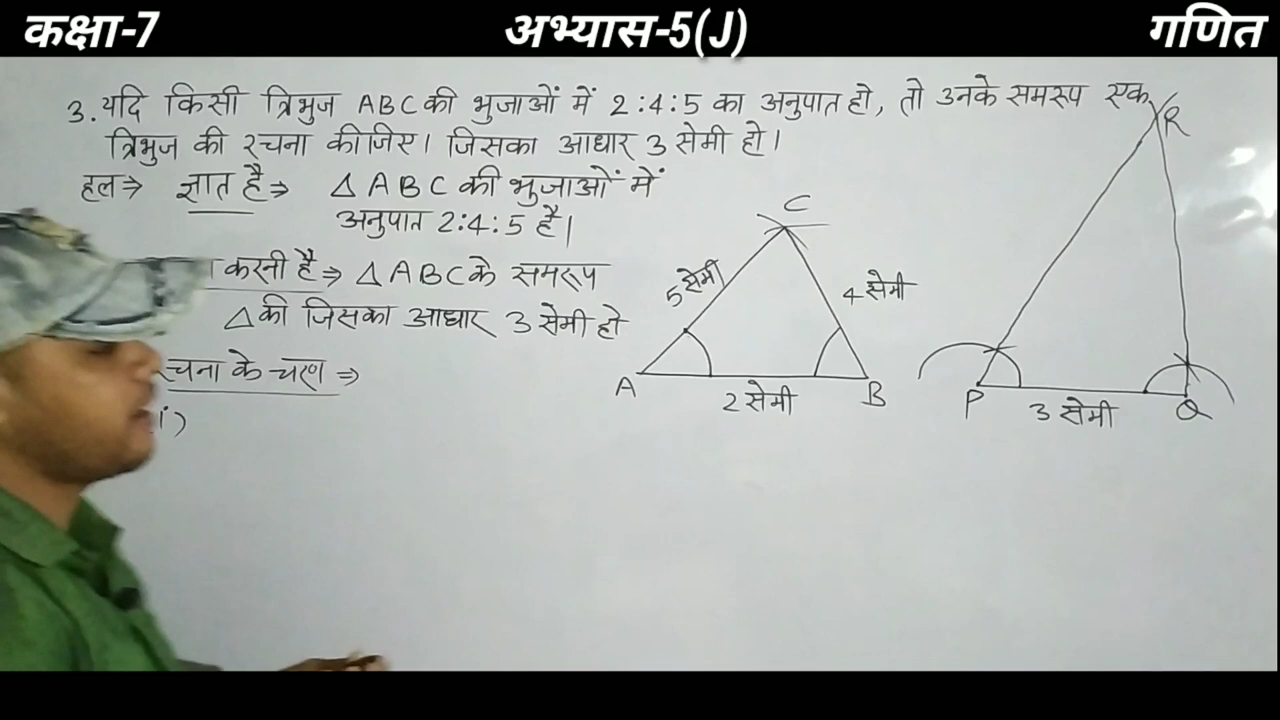 कक्षा-7 अभ्यास-5(J) गणित
3. यदि किसी त्रिभुज ABC की भुजाओं में 2:4:5 का अनुपात हो, तो उनके समरूप एक
त्रिभुज की रचना कीजिए। जिसका आधार 3 सेमी हो।
हल⇒ ज्ञात है⇒ △ABC की भुजाओं में
अनुपात 2:4:5 है।
करनी है⇒ △ABC के समरूप
△ की जिसका आधार 3 सेमी हो
रचना के चरण ⇒
i)
C
5 सेमी
4 सेमी
A
2 सेमी
B
R
P
3 सेमी
Q